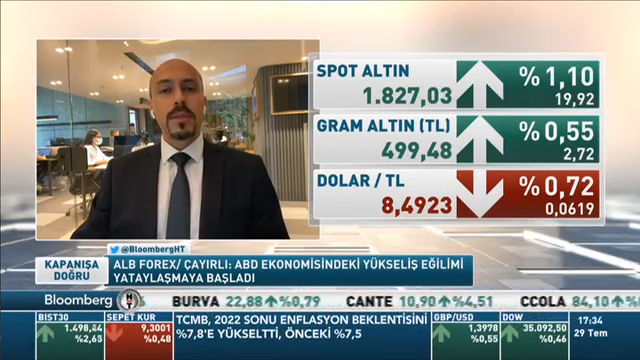 SPOT ALTIN
1.827,03
% 1,10
19,92
GRAM ALTIN (TL)
499,48
% 0,55
2,72
DOLAR / TL
8,4923
% 0,72
0,0619
@BloombergHT
KAPANIŞA DOĞRU
ALB FOREX/ ÇAYIRLI: ABD EKONOMİSİNDEKİ YÜKSELİŞ EĞİLİMİ
YATAYLAŞMAYA BAŞLADI
Bloomberg HT
BURVA 22,88 %0,79 CANTE 10,90 %4,51 CCOLA 84,10
BIST30
%2,65
SEPET KUR
9,3001
%0,48
TCMB, 2022 SONU ENFLASYON BEKLENTİSİNİ
%7,8'E YÜKSELTTİ, ÖNCEKİ %7,5
GBP/USD
1,3978
%0,55
DOW
35.092,50
%0,46
17:34
29 Tem